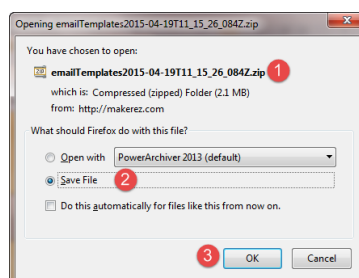 Opening emailTemplates2015-04-19T11_15_26_084Z.zip
x
You have chosen to open:
emailTemplates2015-04-19T11_15_26_084Z.zip 1
which is: Compressed (zipped) Folder (2.1 MB)
from: http://makerez.com
What should Firefox do with this file?
Open with PowerArchiver 2013 (default)
Save File 2
Do this automatically for files like this from now on.
3 OK Cancel